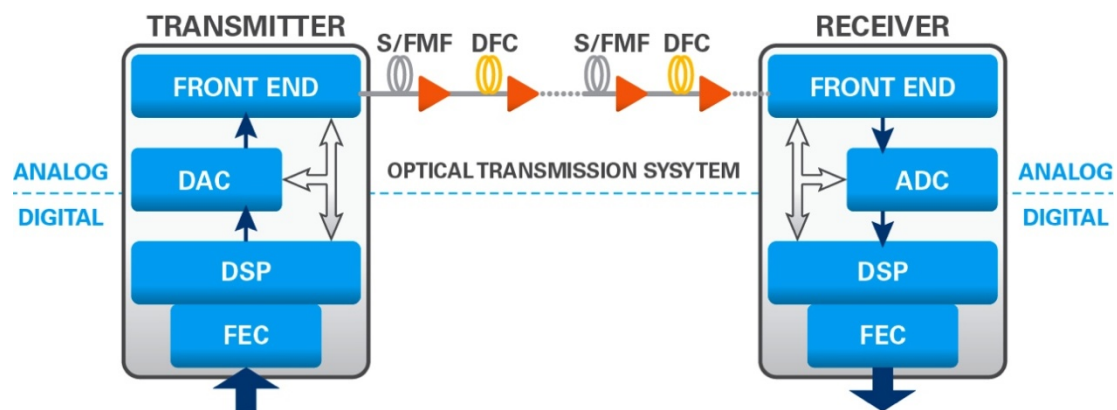 TRANSMITTER
RECEIVER
S/FMF DFC S/FMF DFC
FRONT END
FRONT END
ANALOG
DAC
OPTICAL TRANSMISSION SYSYTEM
ADC
ANALOG
DIGITAL
DIGITAL
DSP
DSP
FEC
FEC